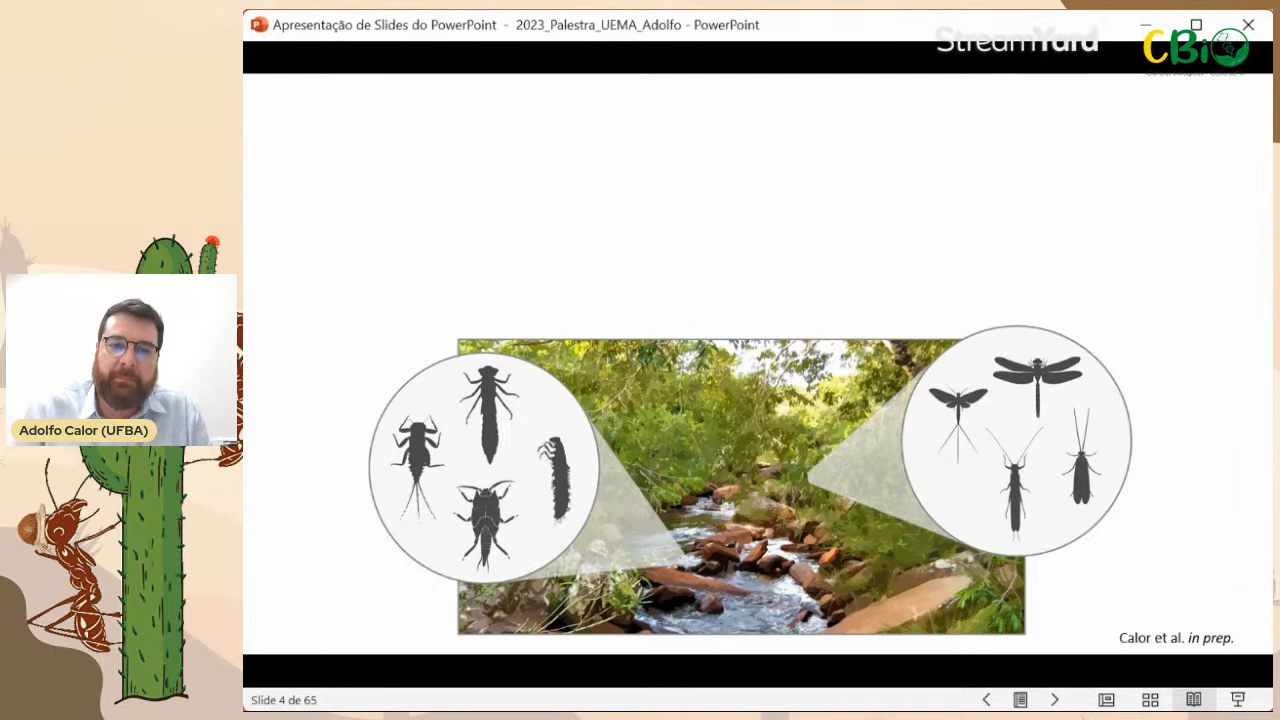 Apresentação de Slides do PowerPoint - 2023_Palestra_UEMA_Adolfo - PowerPoint
StreamYard
CBio
Adolfo Calor (UFBA)
Calor et al. in prep.
Slide 4 de 65